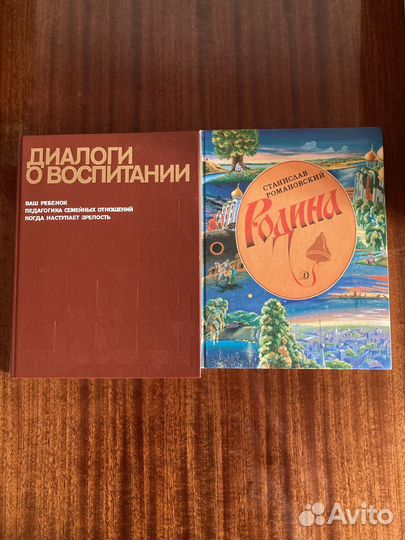 ДИАЛОГИ
О ВОСПИТАНИИ
ВАШ РЕБЕНОК
ПЕДАГОГИКА СЕМЕЙНЫХ ОТНОШЕНИЙ
КОГДА НАСТУПАЕТ ЗРЕЛОСТЬ
СТАНИСЛАВ
РОМАНОВСКИЙ
РОДИНА
Д
Avito